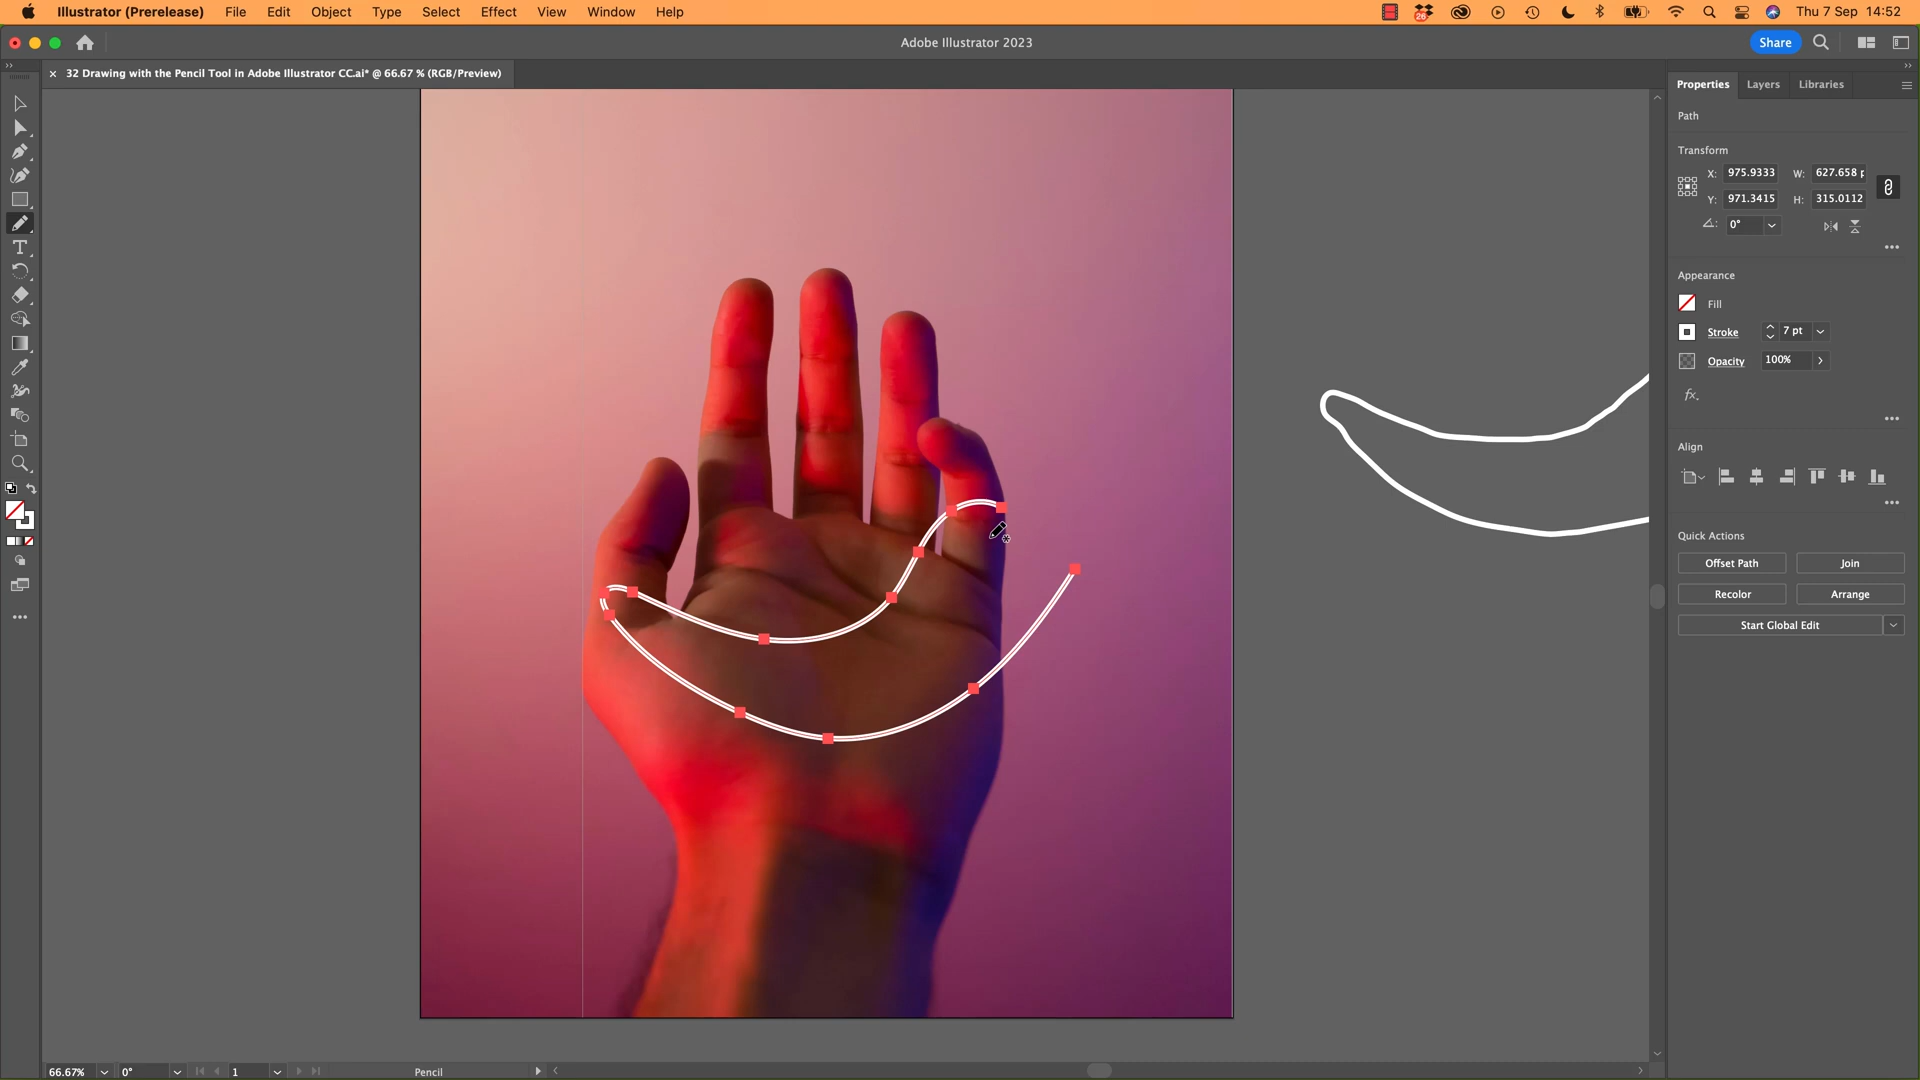 Illustrator (Prerelease) File Edit Object Type Select Effect View Window Help 26 Thu 7 Sep 14:52
Adobe Illustrator 2023 Share
× 32 Drawing with the Pencil Tool in Adobe Illustrator CC.ai* @ 66.67 % (RGB/Preview)
Properties Layers Libraries
Path
Transform
X: 975.9333 W: 627.658 p
Y: 971.3415 H: 315.0112
0°
Appearance
Fill
Stroke 7 pt
Opacity 100%
fx.
Align
Quick Actions
Offset Path Join
Recolor Arrange
Start Global Edit
66.67% 0° 1 Pencil